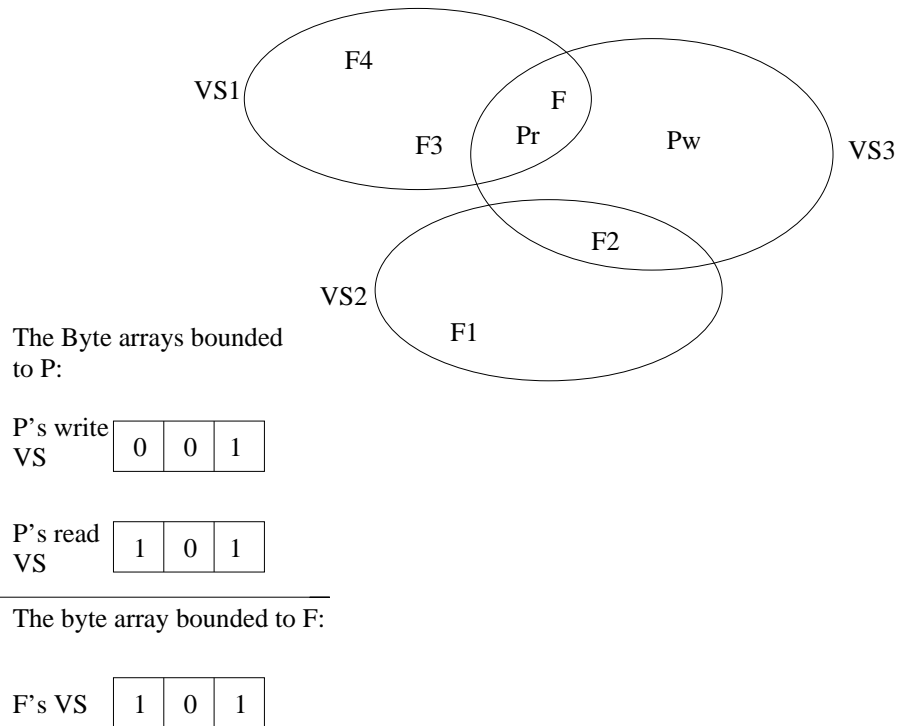 F4
VS1
F
F3
Pr
Pw
VS3
F2
VS2
F1
The Byte arrays bounded
to P:
P's write
VS
0 0 1
P's read
VS
1 0 1
The byte array bounded to F:
F's VS 1 0 1